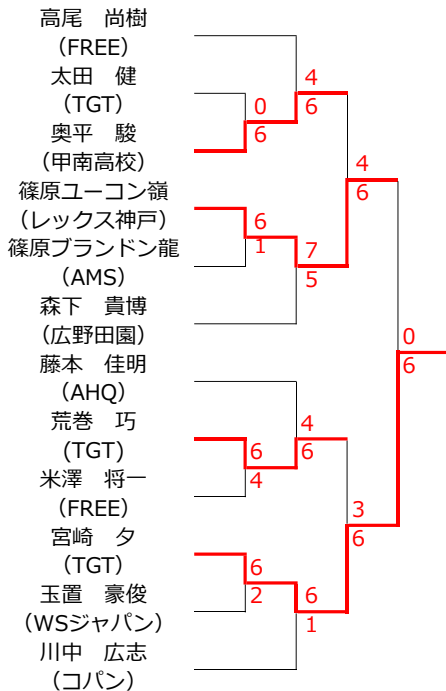 高尾　尚樹
（FREE）
太田　健
（TGT）
奥平　駿
（甲南高校）
篠原ユーコン嶺
（レックス神戸）
篠原ブランドン龍
（AMS）
森下　貴博
（広野田園）
藤本　佳明
（AHQ）
荒巻　巧
（TGT）
米澤　将一
（FREE）
宮崎　夕
（TGT）
玉置　豪俊
（WSジャパン）
川中　広志
（コパン）
0
6
4
6
6
1
7
5
4
6
6
4
4
6
6
2
6
1
3
6
0
6